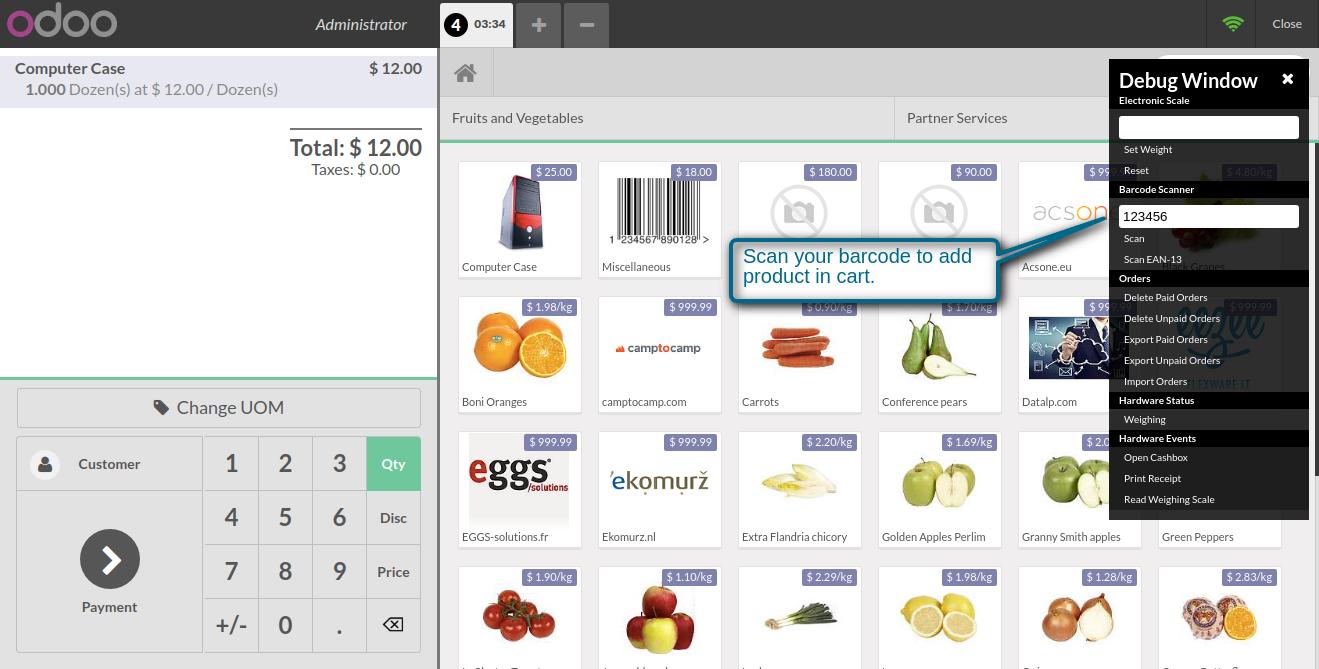 odoo
Administrator
4 03:34
Close
Computer Case $ 12.00
1.000 Dozen(s) at $ 12.00 / Dozen(s)
Total: $ 12.00
Taxes: $ 0.00
Change UOM
Customer
Payment
1 2 3 Qty
4 5 6 Disc
7 8 9 Price
+/- 0 .
Fruits and Vegetables
Partner Services
$ 25.00
Computer Case
$ 18.00
1 234567 890128 >
Miscellaneous
$ 180.00
$ 90.00
acsone
Acsone.eu
$ 4.80/kg
Black Grapes
Scan your barcode to add
product in cart.
$ 1.98/kg
Boni Oranges
$ 999.99
camptocamp
camptocamp.com
$ 0.90/kg
Carrots
$ 1.70/kg
Conference pears
Datalp.com
$ 999.99
$ 999.99
eggs
/solutions
EGGS-solutions.fr
$ 999.99
'ekomurž
Ekomurz.nl
$ 2.20/kg
Extra Flandria chicory
$ 1.69/kg
Golden Apples Perlim
Granny Smith apples
Green Peppers
$ 1.90/kg
$ 1.10/kg
$ 2.29/kg
$ 1.98/kg
$ 1.28/kg
$ 2.83/kg
Debug Window
Electronic Scale
Set Weight
Reset
Barcode Scanner
123456
Scan
Scan EAN-13
Orders
Delete Paid Orders
Delete Unpaid Orders
Export Paid Orders
Export Unpaid Orders
Import Orders
Hardware Status
Weighing
Hardware Events
Open Cashbox
Print Receipt
Read Weighing Scale